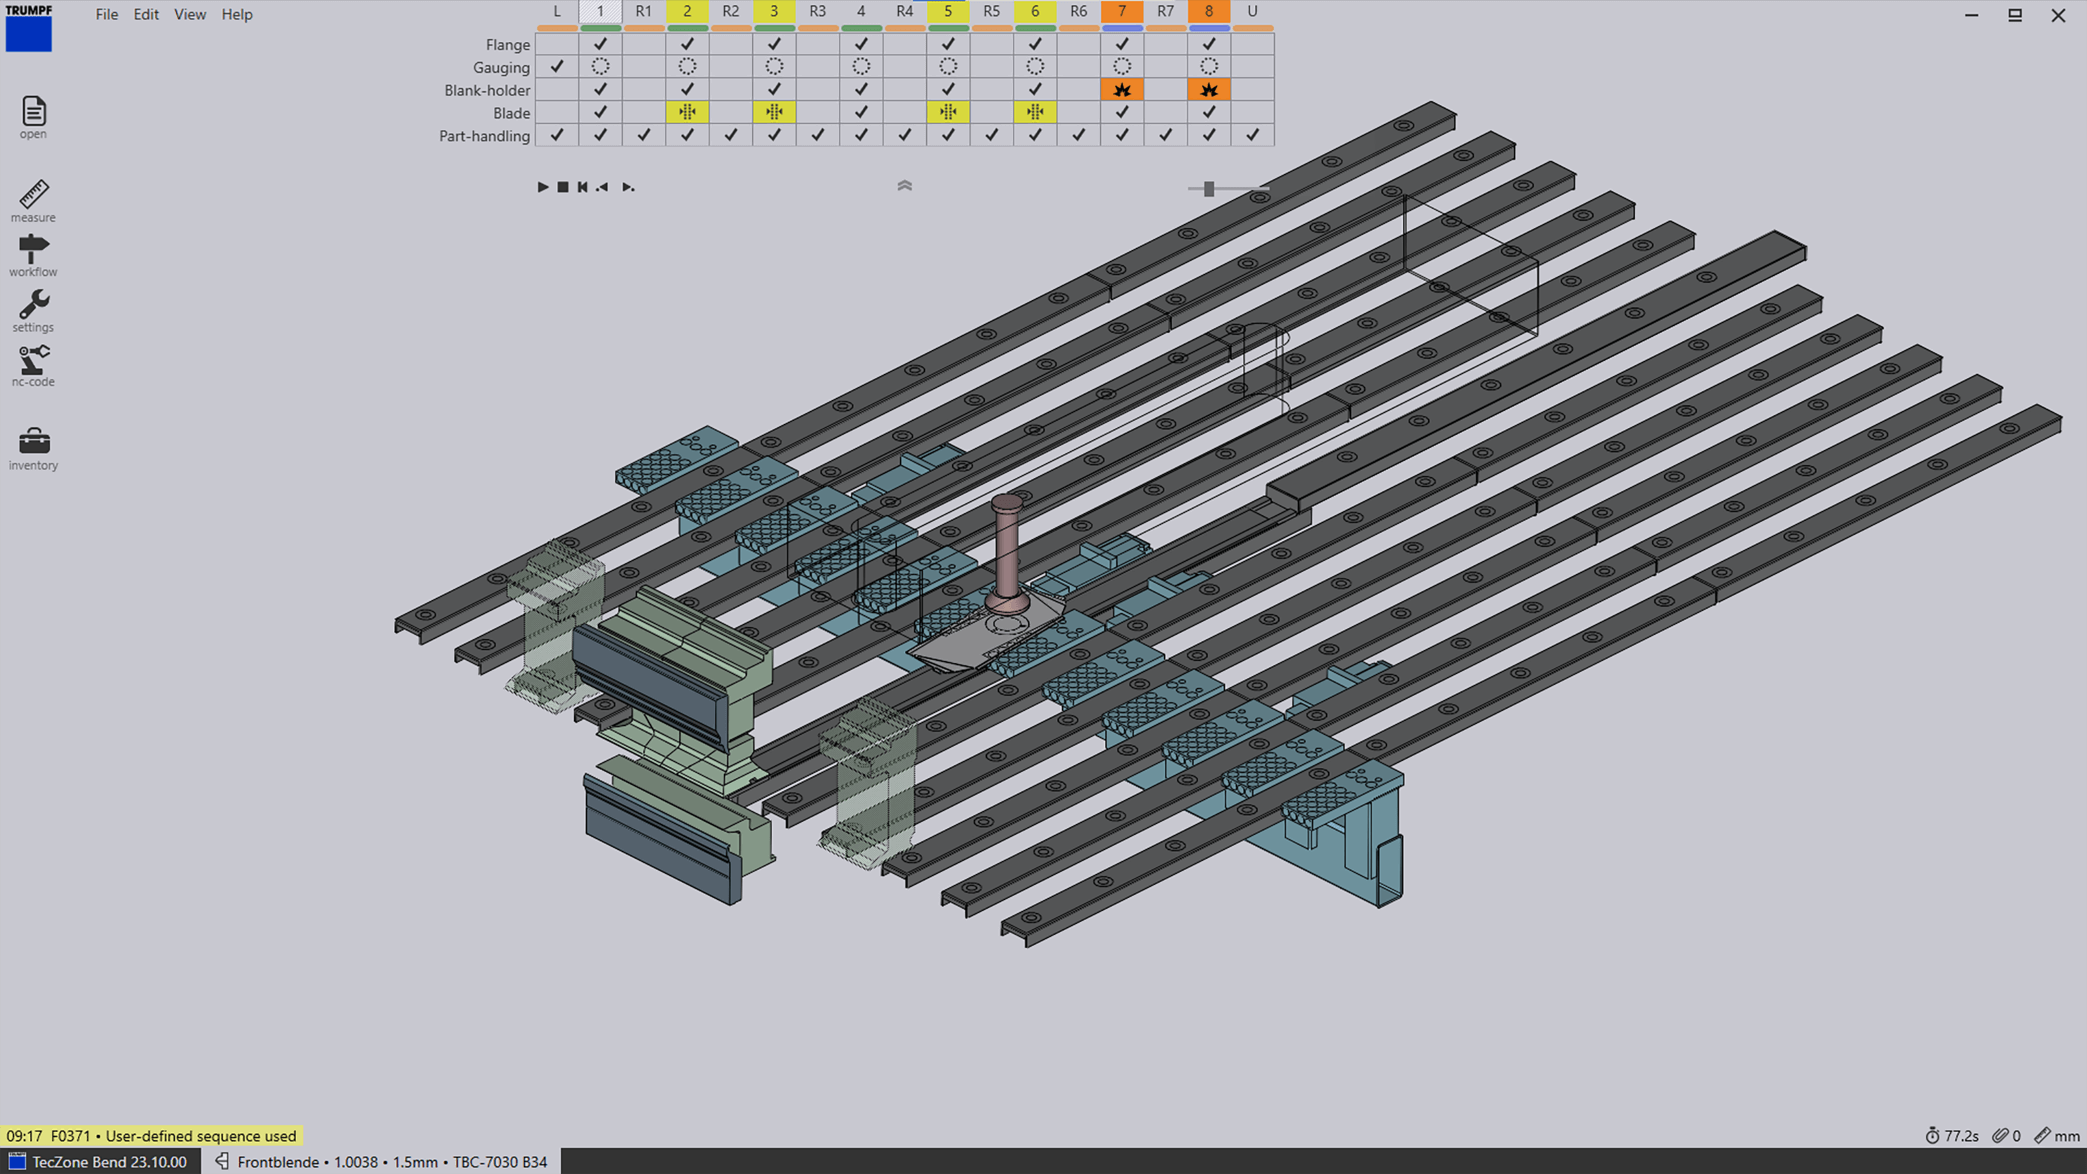 TRUMPF
File Edit View Help
L 1 R1 2 R2 3 R3 4 R4 5 R5 6 R6 7 R7 8 U
Flange
Gauging
Blank-holder
Blade
Part-handling
open
measure
workflow
settings
nc-code
inventory
09:17 F0371 • User-defined sequence used
77.2s 0 mm
TecZone Bend 23.10.00
Frontblende • 1.0038 • 1.5mm • TBC-7030 B34